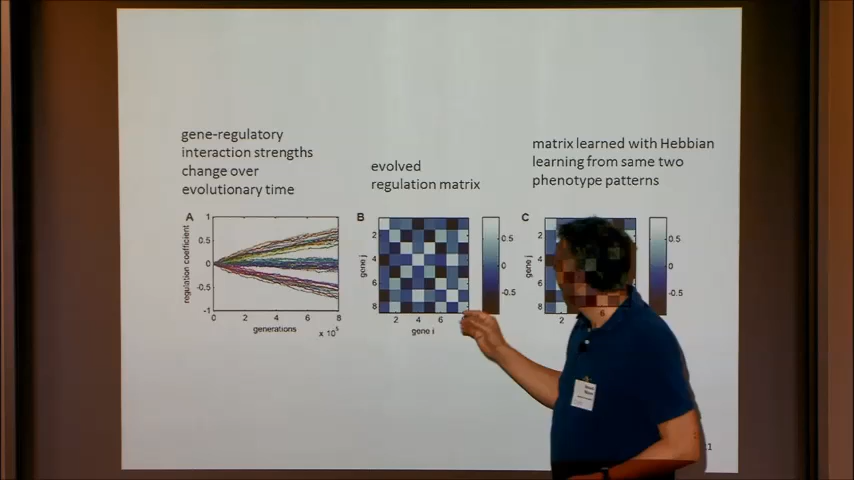 gene-regulatory
interaction strengths
change over
evolutionary time
evolved
regulation matrix
matrix learned with Hebbian
learning from same two
phenotype patterns
A
regulation coefficient
1
0.5
0
-0.5
-1
0 2 4 6 8
generations
x 10⁵
B
gene j
2
4
6
8
2 4 6
gene i
0.5
0
-0.5
C
gene j
2
4
6
8
2 6
0.5
0
-0.5